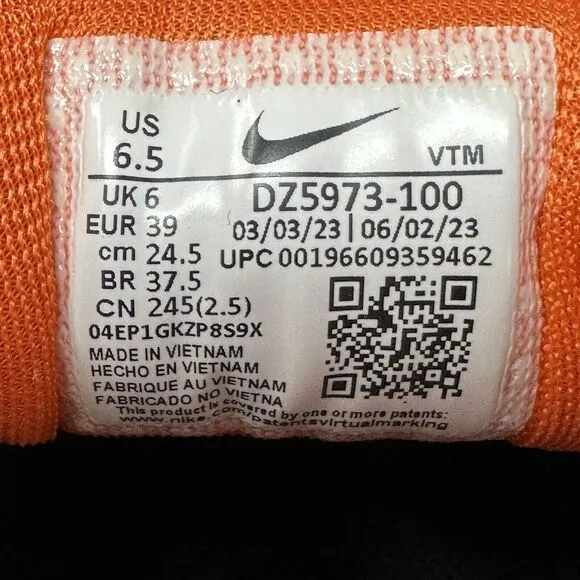 US
6.5
VTM
UK 6
EUR 39
cm 24.5
BR 37.5
CN 245(2.5)
DZ5973-100
03/03/23 | 06/02/23
UPC 00196609359462
04EP1GKZP8S9X
MADE IN VIETNAM
HECHO EN VIETNAM
FABRIQUE AU VIETNAM
FABRICADO NO VIETNA
This product is covered by one or more patents:
www.nike.com/patentsvirtualmarking